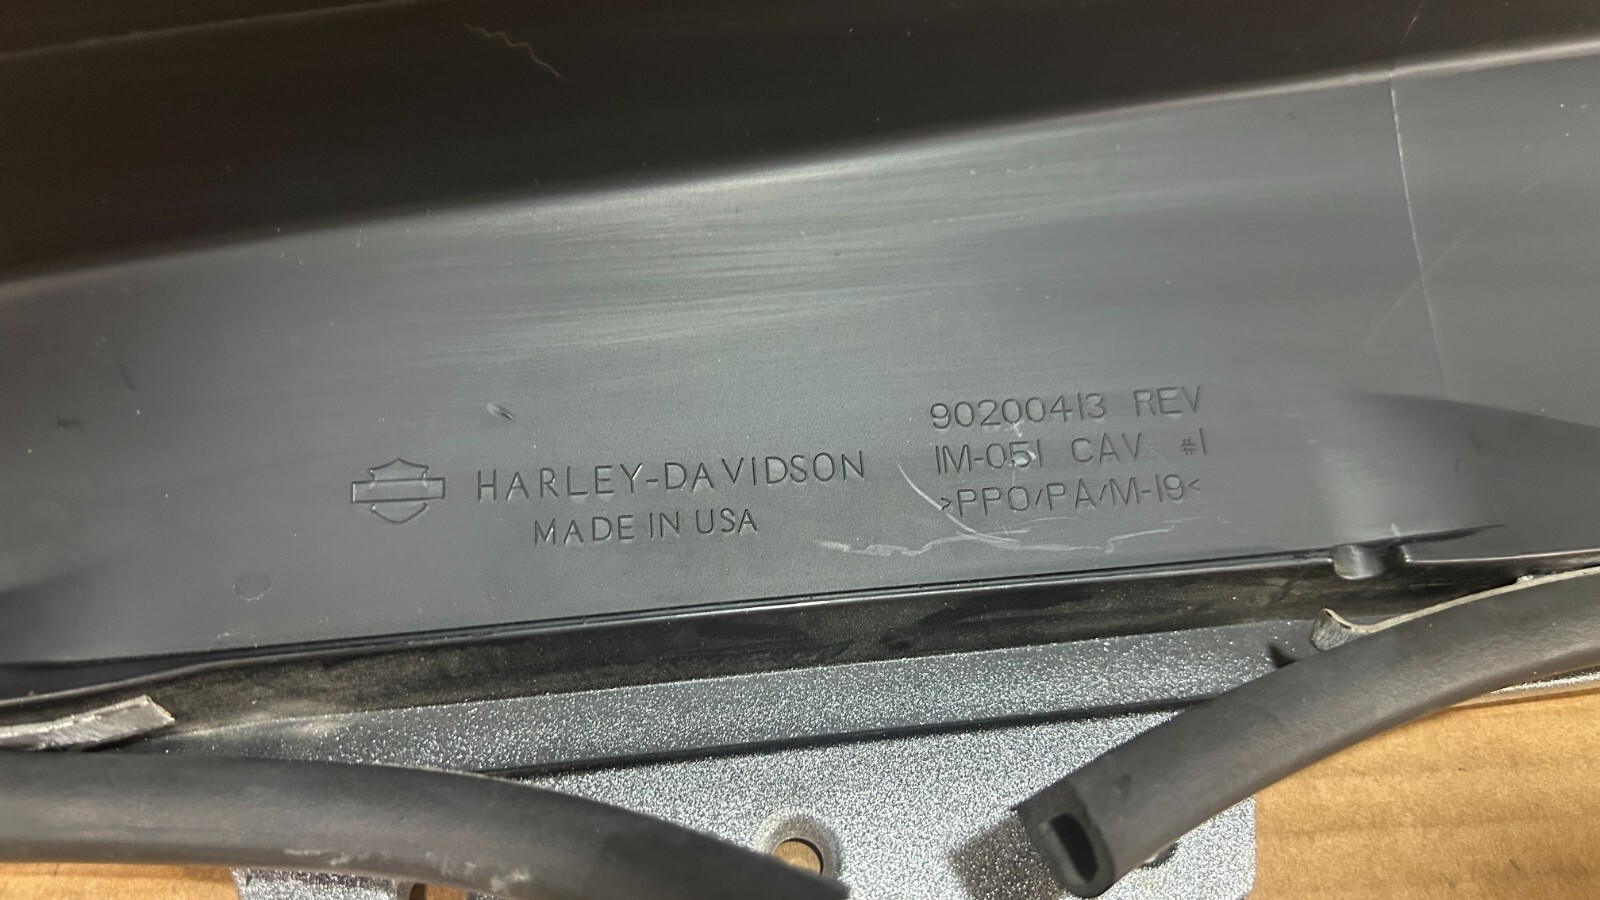 HARLEY-DAVIDSON
MADE IN USA
90200413 REV
IM-051 CAV #1
>PPO/PA/M-19<